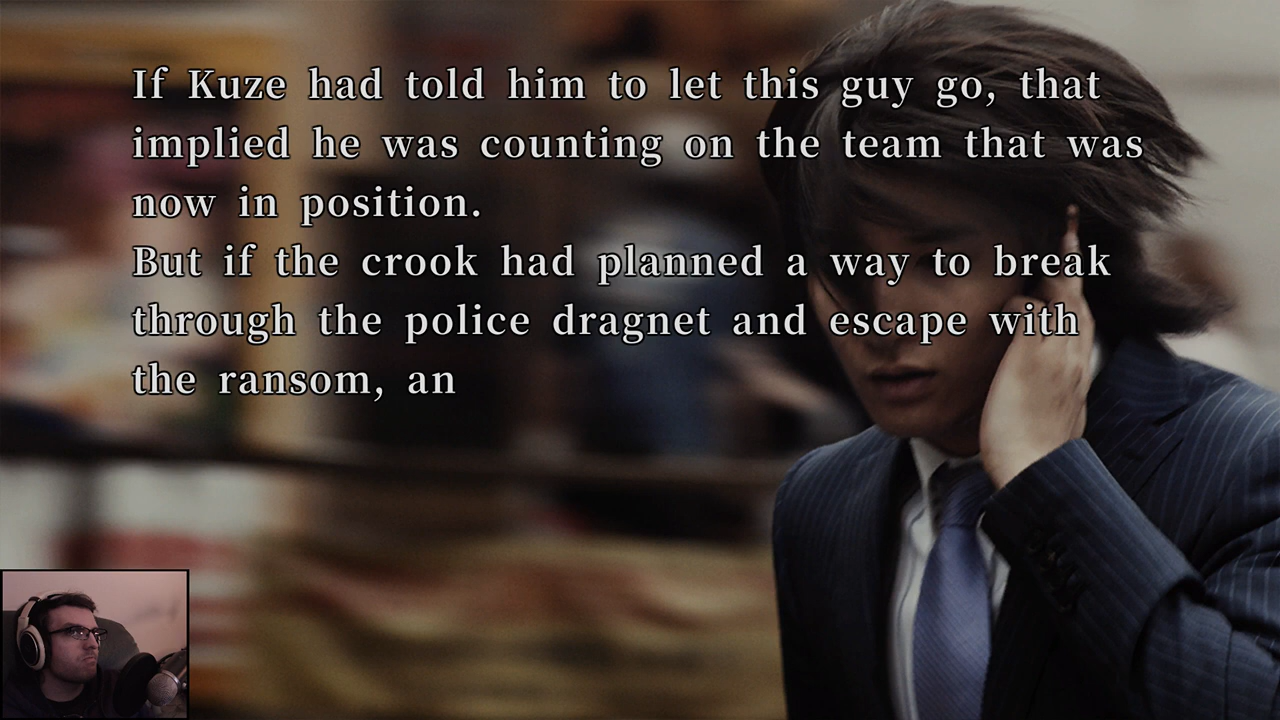 If Kuze had told him to let this guy go, that
implied he was counting on the team that was
now in position.
But if the crook had planned a way to break
through the police dragnet and escape with
the ransom, an